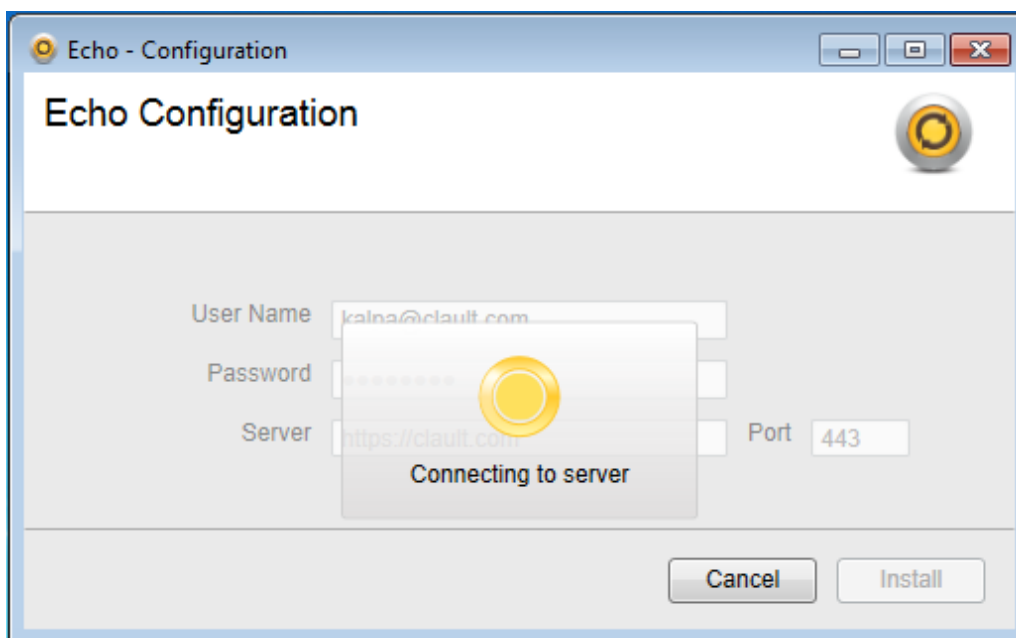 Echo - Configuration
Echo Configuration
User Name kalpa@clault.com
Password ••••••••
Server https://clault.com Port 443
Connecting to server
Cancel Install